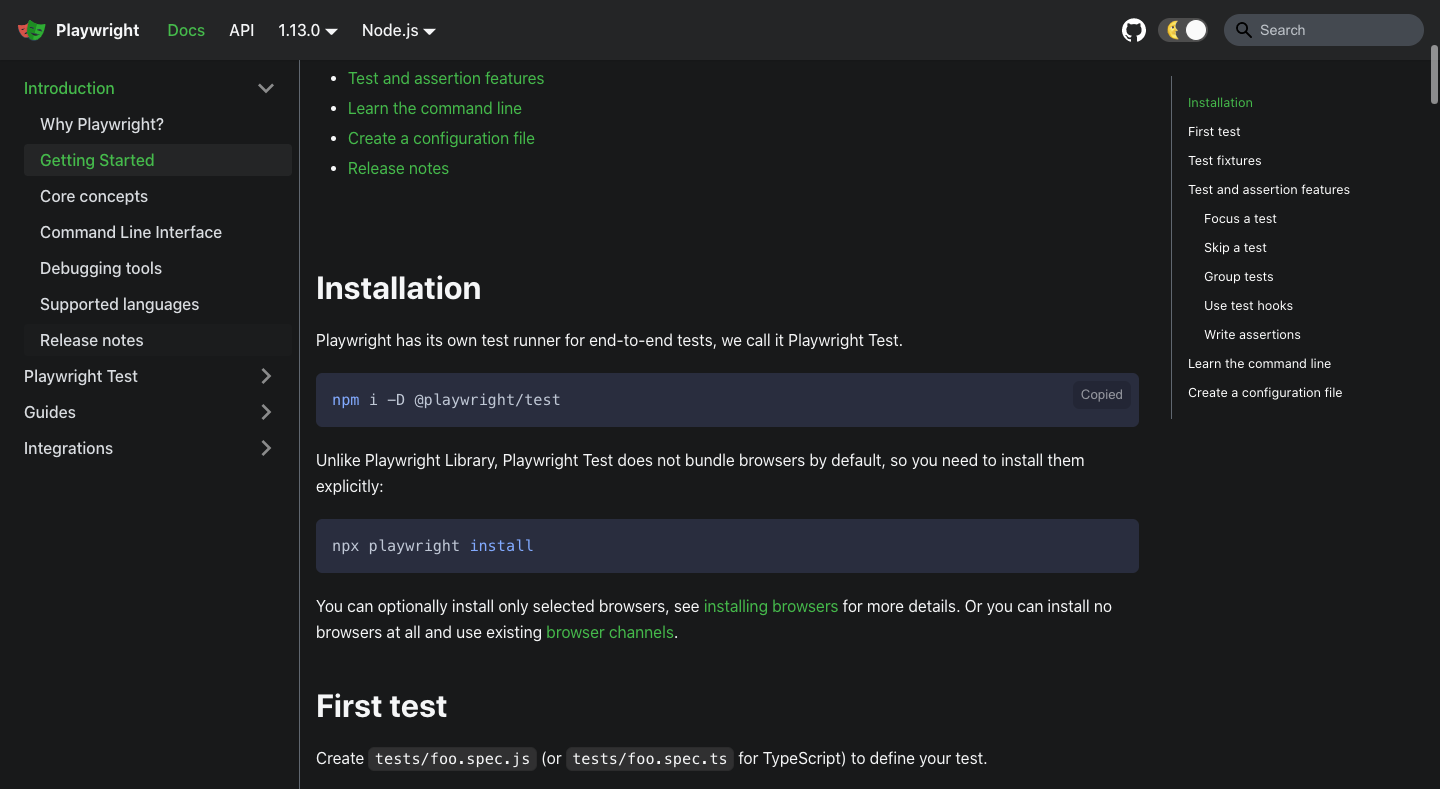 Playwright
Docs
API
1.13.0
Node.js
Search
Introduction
Why Playwright?
Getting Started
Core concepts
Command Line Interface
Debugging tools
Supported languages
Release notes
Playwright Test
Guides
Integrations
Test and assertion features
Learn the command line
Create a configuration file
Release notes
Installation
Playwright has its own test runner for end-to-end tests, we call it Playwright Test.
npm i -D @playwright/test
Copied
Unlike Playwright Library, Playwright Test does not bundle browsers by default, so you need to install them
explicitly:
npx playwright install
You can optionally install only selected browsers, see installing browsers for more details. Or you can install no
browsers at all and use existing browser channels.
First test
Create tests/foo.spec.js (or tests/foo.spec.ts for TypeScript) to define your test.
Installation
First test
Test fixtures
Test and assertion features
Focus a test
Skip a test
Group tests
Use test hooks
Write assertions
Learn the command line
Create a configuration file